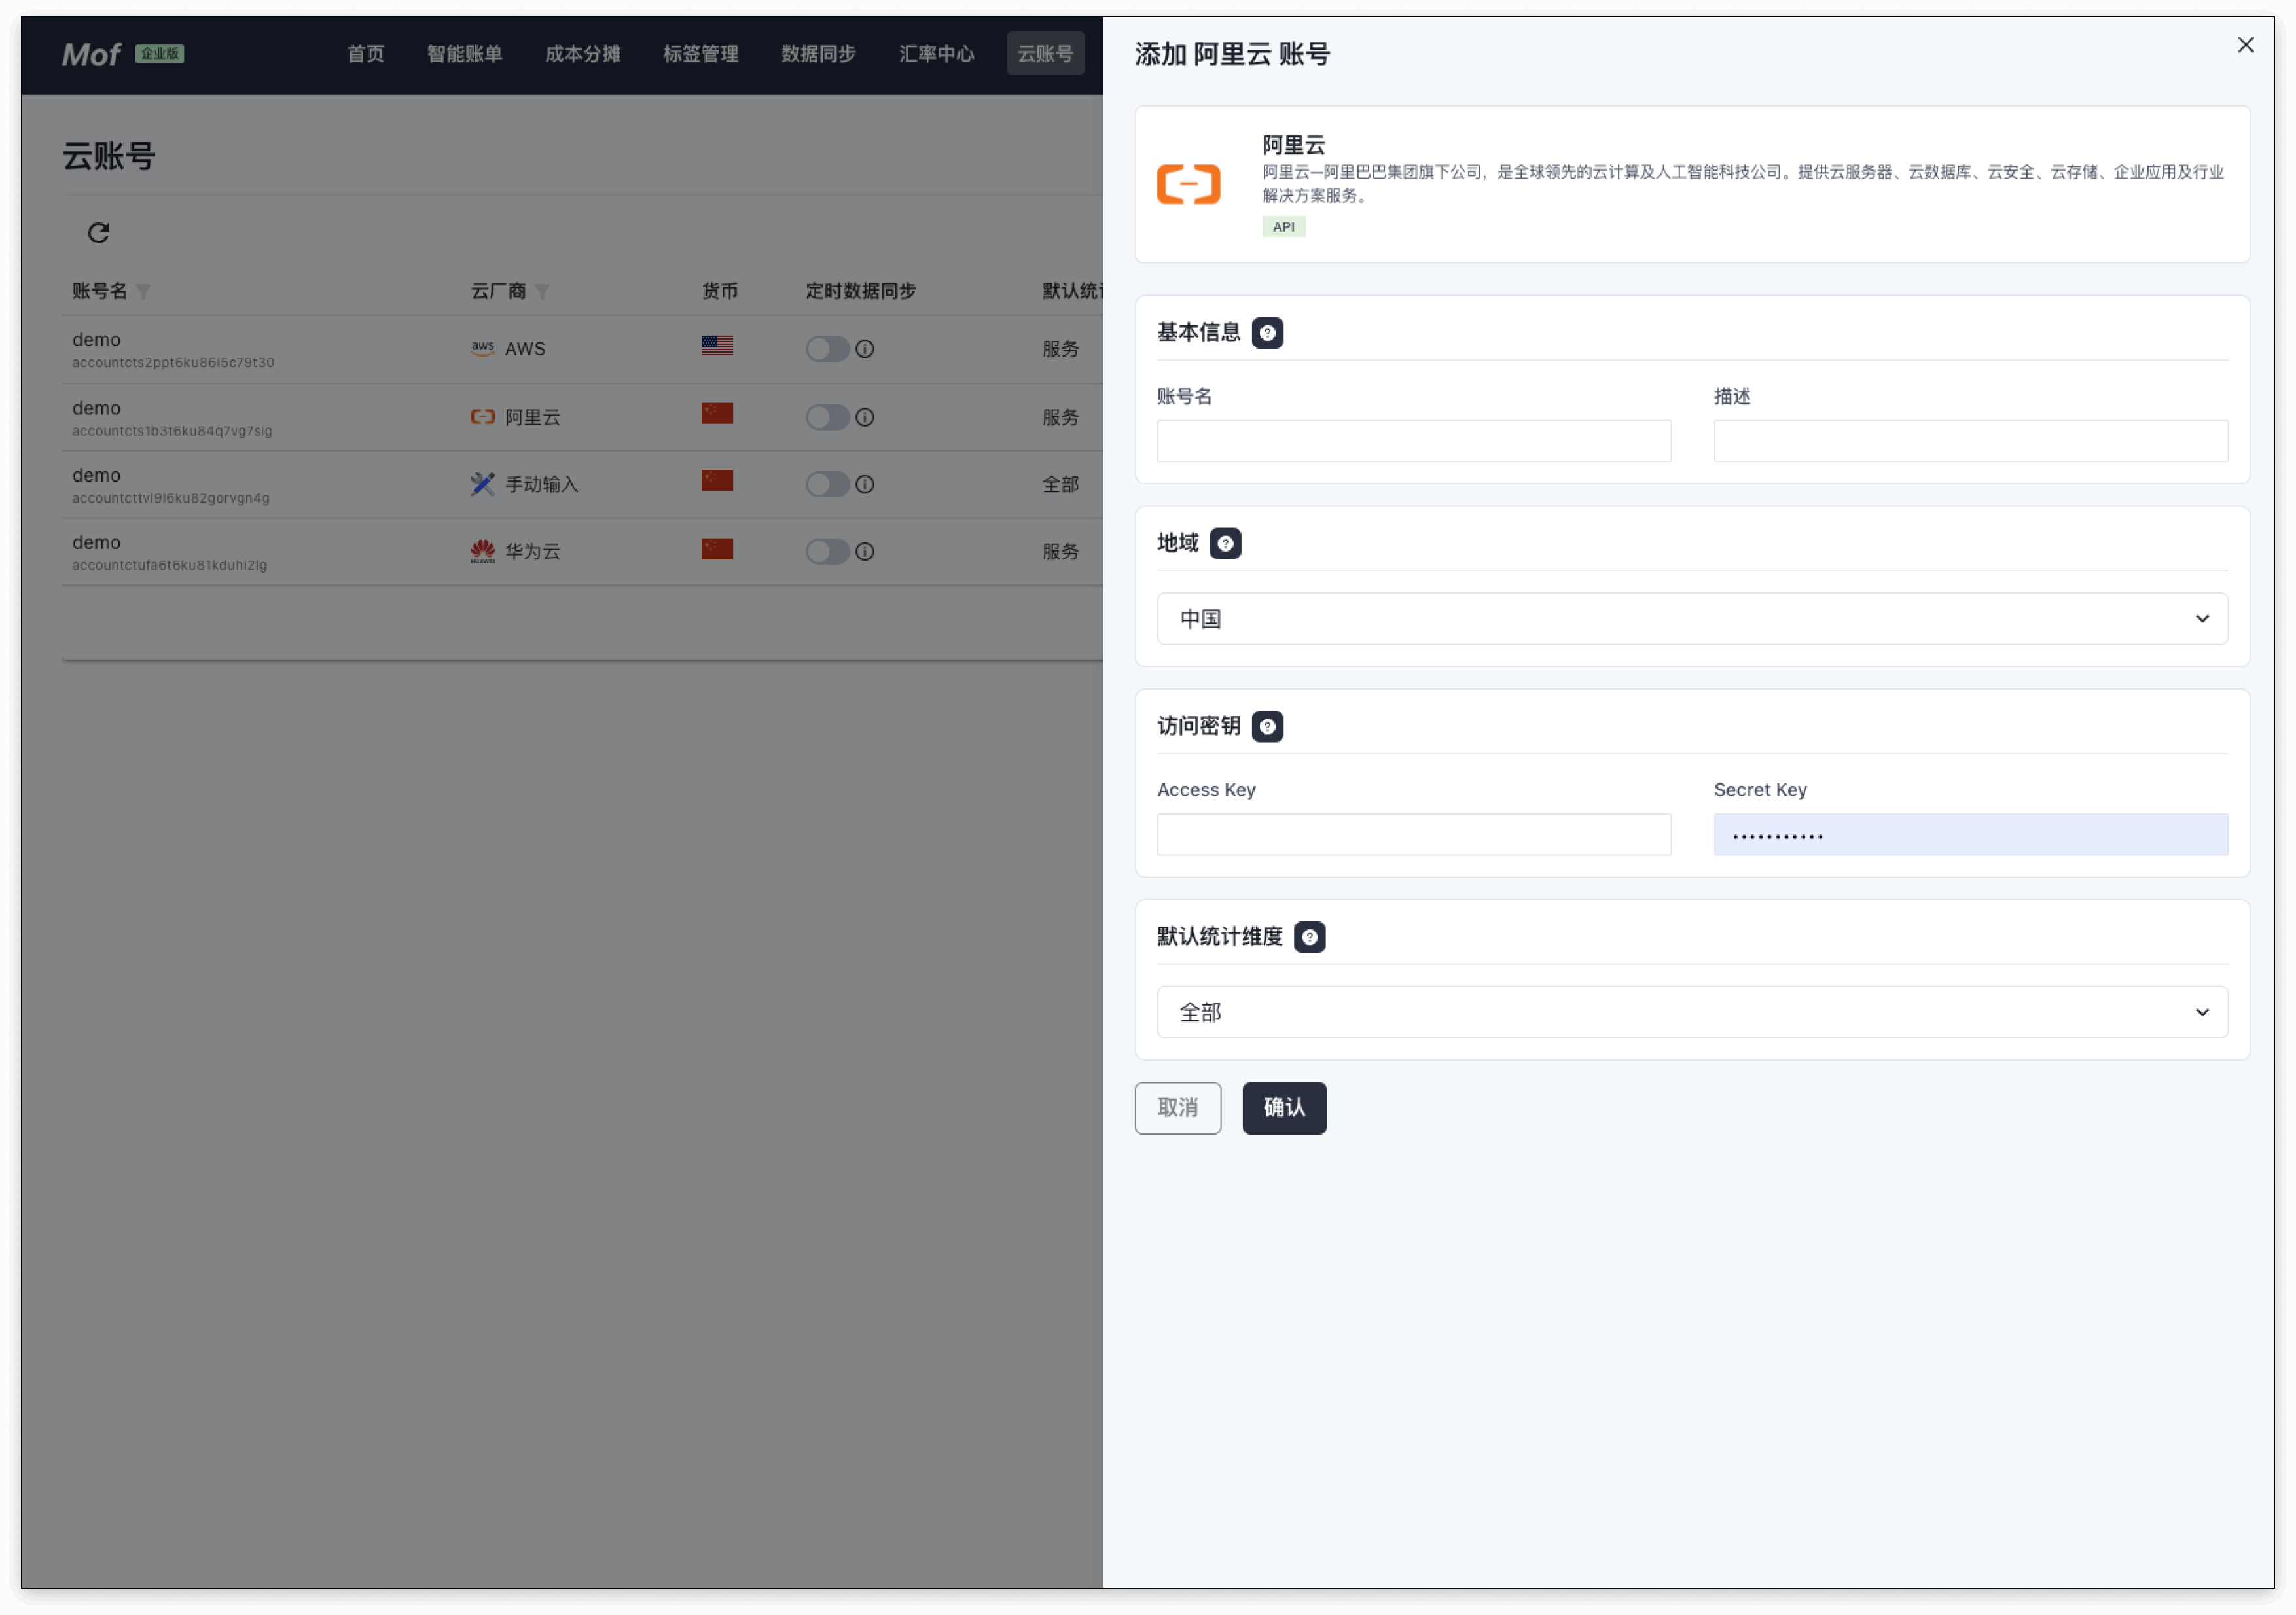 Mof 企业版 首页 智能账单 成本分摊 标签管理 数据同步 汇率中心 云账号
云账号
账号名 云厂商 货币 定时数据同步 默认统
demo
accountcts2ppt6ku86i5c79t30
aws AWS 服务
demo
accountcts1b3t6ku84q7vg7sig
阿里云 服务
demo
accountcttvl9l6ku82gorvgn4g
手动输入 全部
demo
accountctufa6t6ku81kduhi2lg
HUAWEI 华为云 服务
添加 阿里云 账号
阿里云
阿里云—阿里巴巴集团旗下公司，是全球领先的云计算及人工智能科技公司。提供云服务器、云数据库、云安全、云存储、企业应用及行业
解决方案服务。
API
基本信息
账号名 描述
地域
中国
访问密钥
Access Key Secret Key
•••••••••••
默认统计维度
全部
取消 确认